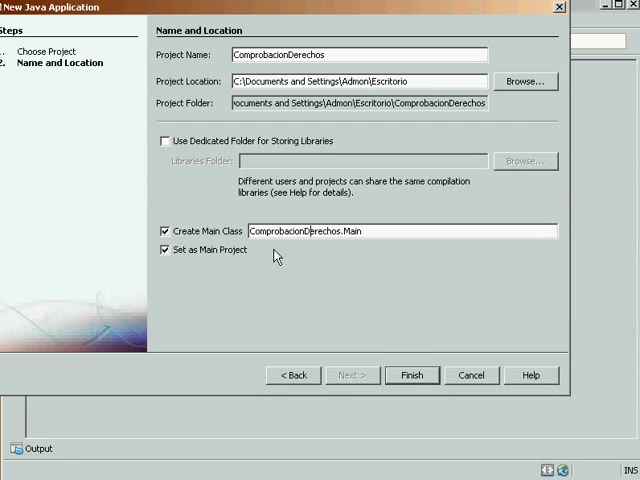 New Java Application
Steps
Choose Project
2. Name and Location
Name and Location
Project Name: ComprobacionDerechos
Project Location: C:\Documents and Settings\Admon\Escritorio Browse...
Project Folder: ocuments and Settings\Admon\Escritorio\ComprobacionDerechos
Use Dedicated Folder for Storing Libraries
Libraries Folder: Browse...
Different users and projects can share the same compilation
libraries (see Help for details).
Create Main Class ComprobacionDerechos.Main
Set as Main Project
< Back Next > Finish Cancel Help
Output
INS